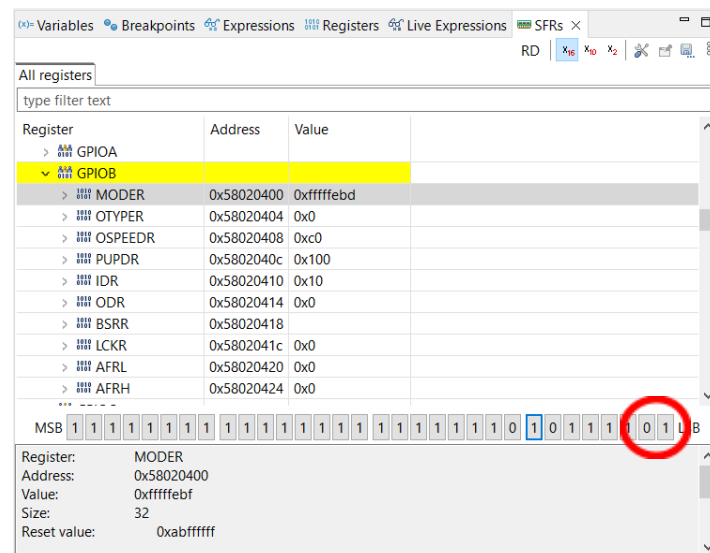 (x)= Variables Breakpoints Expressions Registers Live Expressions SFRs
RD X16 X10 X2
All registers
type filter text
Register Address Value
GPIOA
GPIOB
MODER 0x58020400 0xfffffebd
OTYPER 0x58020404 0x0
OSPEEDR 0x58020408 0xc0
PUPDR 0x5802040c 0x100
IDR 0x58020410 0x10
ODR 0x58020414 0x0
BSRR 0x58020418
LCKR 0x5802041c 0x0
AFRL 0x58020420 0x0
AFRH 0x58020424 0x0
MSB 1 1 1 1 1 1 1 1 1 1 1 1 1 1 1 1 1 1 1 1 1 1 1 0 1 0 1 1 1 1 0 1
Register: MODER
Address: 0x58020400
Value: 0xfffffebf
Size: 32
Reset value: 0xabffffff